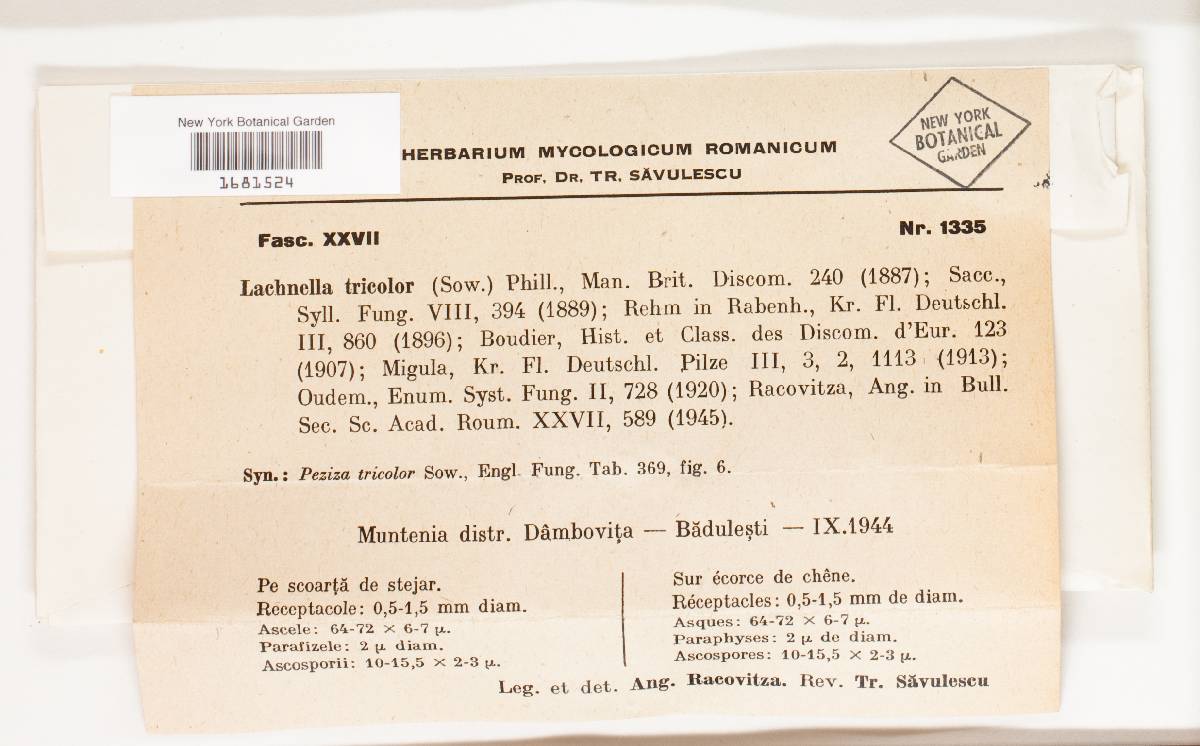 New York Botanical Garden
1681524
HERBARIUM MYCOLOGICUM ROMANICUM
PROF. DR. TR. SĂVULESCU
NEW YORK
BOTANICAL
GARDEN
Fasc. XXVII
Nr. 1335
Lachnella tricolor (Sow.) Phill., Man. Brit. Discom. 240 (1887); Sacc.,
Syll. Fung. VIII, 394 (1889); Rehm in Rabenh., Kr. Fl. Deutschl.
III, 860 (1896); Boudier, Hist. et Class. des Discom. d'Eur. 123
(1907); Migula, Kr. Fl. Deutschl. Pilze III, 3, 2, 1113 (1913);
Oudem., Enum. Syst. Fung. II, 728 (1920); Racovitza, Ang. in Bull.
Sec. Sc. Acad. Roum. XXVII, 589 (1945).
Syn.: Peziza tricolor Sow., Engl. Fung. Tab. 369, fig. 6.
Muntenia distr. Dâmbovița — Bădulești — IX.1944
Pe scoarță de stejar.
Receptacole: 0,5-1,5 mm diam.
Ascele: 64-72 × 6-7 μ.
Parafizele: 2 μ diam.
Ascosporii: 10-15,5 × 2-3 μ.
Sur écorce de chêne.
Réceptacles: 0,5-1,5 mm de diam.
Asques: 64-72 × 6-7 μ.
Paraphyses: 2 μ de diam.
Ascospores: 10-15,5 × 2-3 μ.
Leg. et det. Ang. Racovitza. Rev. Tr. Săvulescu